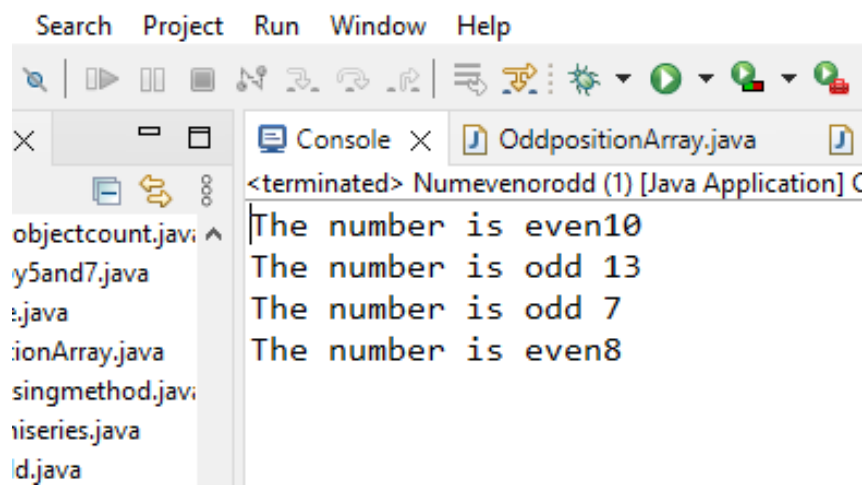 Search Project Run Window Help
Console OddpositionArray.java
<terminated> Numevenorodd (1) [Java Application]
The number is even10
The number is odd 13
The number is odd 7
The number is even8
objectcount.java
y5and7.java
.java
ionArray.java
singmethod.java
iseries.java
d.java